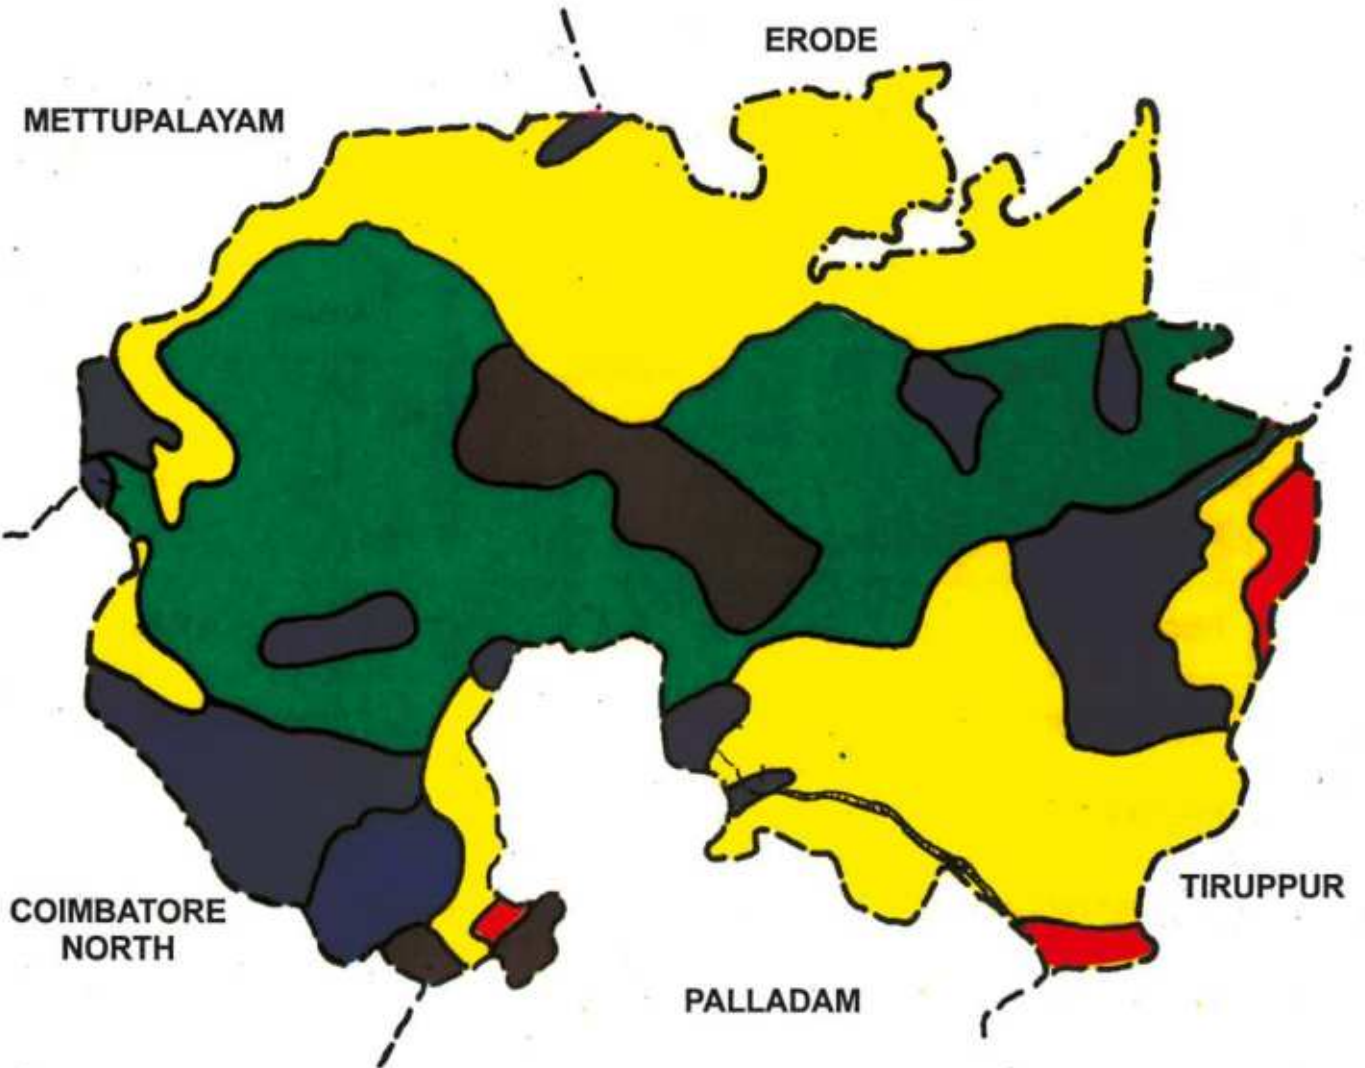 ERODE
METTUPALAYAM
TIRUPPUR
COIMBATORE
NORTH
PALLADAM